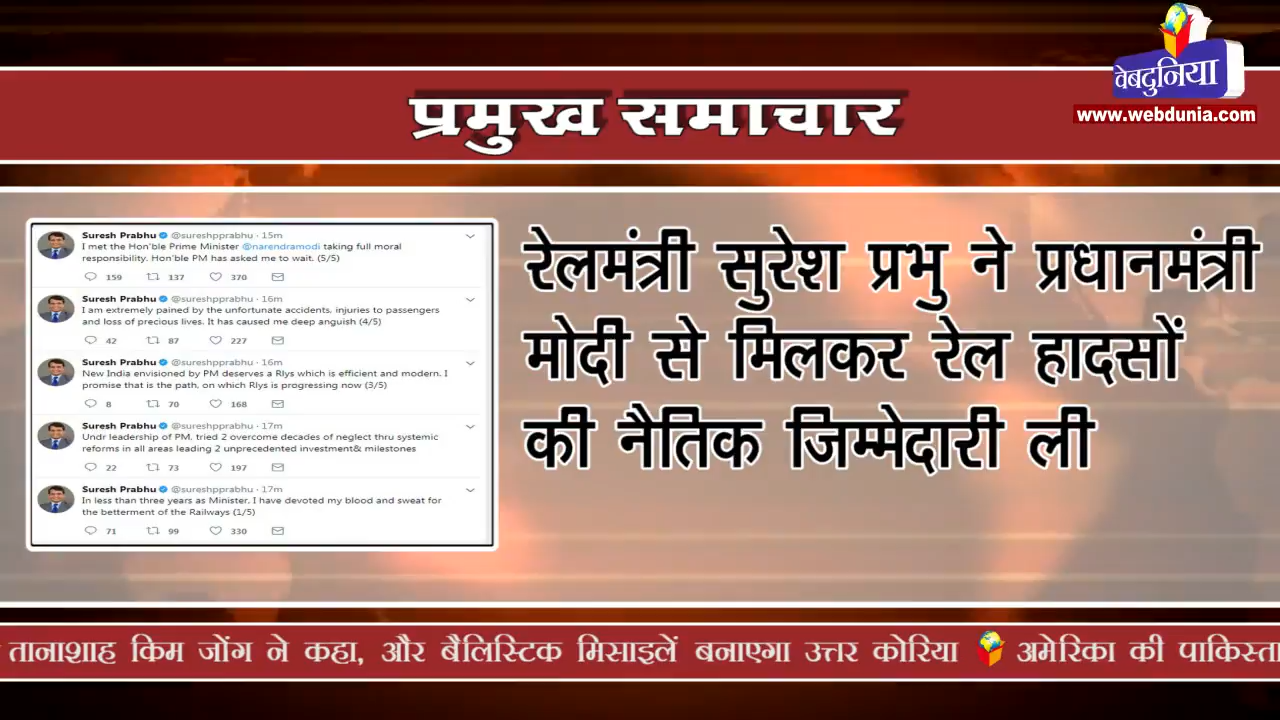 वेबदुनिया
www.webdunia.com
प्रमुख समाचार
Suresh Prabhu @sureshpprabhu · 15m
I met the Hon'ble Prime Minister @narendramodi taking full moral
responsibility. Hon'ble PM has asked me to wait. (5/5)
159 137 370
Suresh Prabhu @sureshpprabhu · 16m
I am extremely pained by the unfortunate accidents, injuries to passengers
and loss of precious lives. It has caused me deep anguish (4/5)
42 87 227
Suresh Prabhu @sureshpprabhu · 16m
New India envisioned by PM deserves a Rlys which is efficient and modern. I
promise that is the path, on which Rlys is progressing now (3/5)
8 70 168
Suresh Prabhu @sureshpprabhu · 17m
Undr leadership of PM, tried 2 overcome decades of neglect thru systemic
reforms in all areas leading 2 unprecedented investment& milestones
22 73 197
Suresh Prabhu @sureshpprabhu · 17m
In less than three years as Minister, I have devoted my blood and sweat for
the betterment of the Railways (1/5)
71 99 330
रेलमंत्री सुरेश प्रभु ने प्रधानमंत्री
मोदी से मिलकर रेल हादसों
की नैतिक जिम्मेदारी ली
तानाशाह किम जोंग ने कहा, और बैलिस्टिक मिसाइलें बनाएगा उत्तर कोरिया अमेरिका की पाकिस्ता